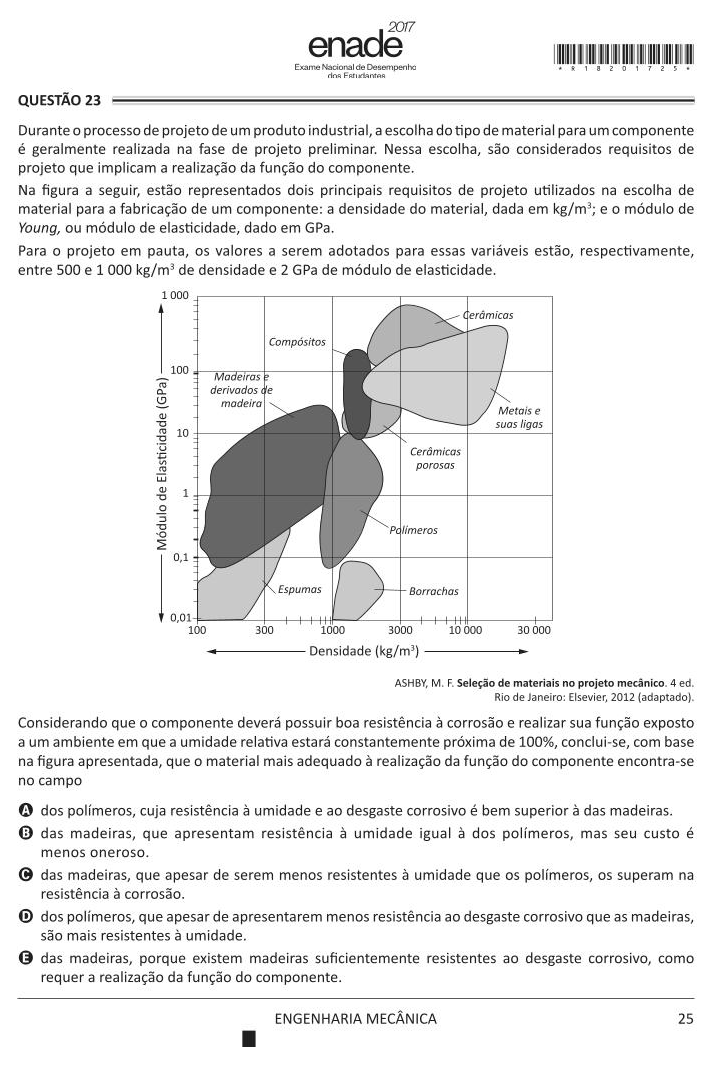 2017
enade
Exame Nacional de Desempenho
dos Estudantes
* R 1 8 2 0 1 7 2 5 *
QUESTÃO 23
Durante o processo de projeto de um produto industrial, a escolha do tipo de material para um componente
é geralmente realizada na fase de projeto preliminar. Nessa escolha, são considerados requisitos de
projeto que implicam a realização da função do componente.
Na figura a seguir, estão representados dois principais requisitos de projeto utilizados na escolha de
material para a fabricação de um componente: a densidade do material, dada em kg/m³; e o módulo de
Young, ou módulo de elasticidade, dado em GPa.
Para o projeto em pauta, os valores a serem adotados para essas variáveis estão, respectivamente,
entre 500 e 1 000 kg/m³ de densidade e 2 GPa de módulo de elasticidade.
1 000
Cerâmicas
Compósitos
100
Madeiras e
derivados de
madeira
Metais e
suas ligas
10
Cerâmicas
porosas
Módulo de Elasticidade (GPa)
1
Polímeros
0,1
Espumas
Borrachas
0,01
100 300 1000 3000 10 000 30 000
Densidade (kg/m³)
ASHBY, M. F. Seleção de materiais no projeto mecânico. 4 ed.
Rio de Janeiro: Elsevier, 2012 (adaptado).
Considerando que o componente deverá possuir boa resistência à corrosão e realizar sua função exposto
a um ambiente em que a umidade relativa estará constantemente próxima de 100%, conclui-se, com base
na figura apresentada, que o material mais adequado à realização da função do componente encontra-se
no campo
A dos polímeros, cuja resistência à umidade e ao desgaste corrosivo é bem superior à das madeiras.
B das madeiras, que apresentam resistência à umidade igual à dos polímeros, mas seu custo é
menos oneroso.
C das madeiras, que apesar de serem menos resistentes à umidade que os polímeros, os superam na
resistência à corrosão.
D dos polímeros, que apesar de apresentarem menos resistência ao desgaste corrosivo que as madeiras,
são mais resistentes à umidade.
E das madeiras, porque existem madeiras suficientemente resistentes ao desgaste corrosivo, como
requer a realização da função do componente.
ENGENHARIA MECÂNICA
25